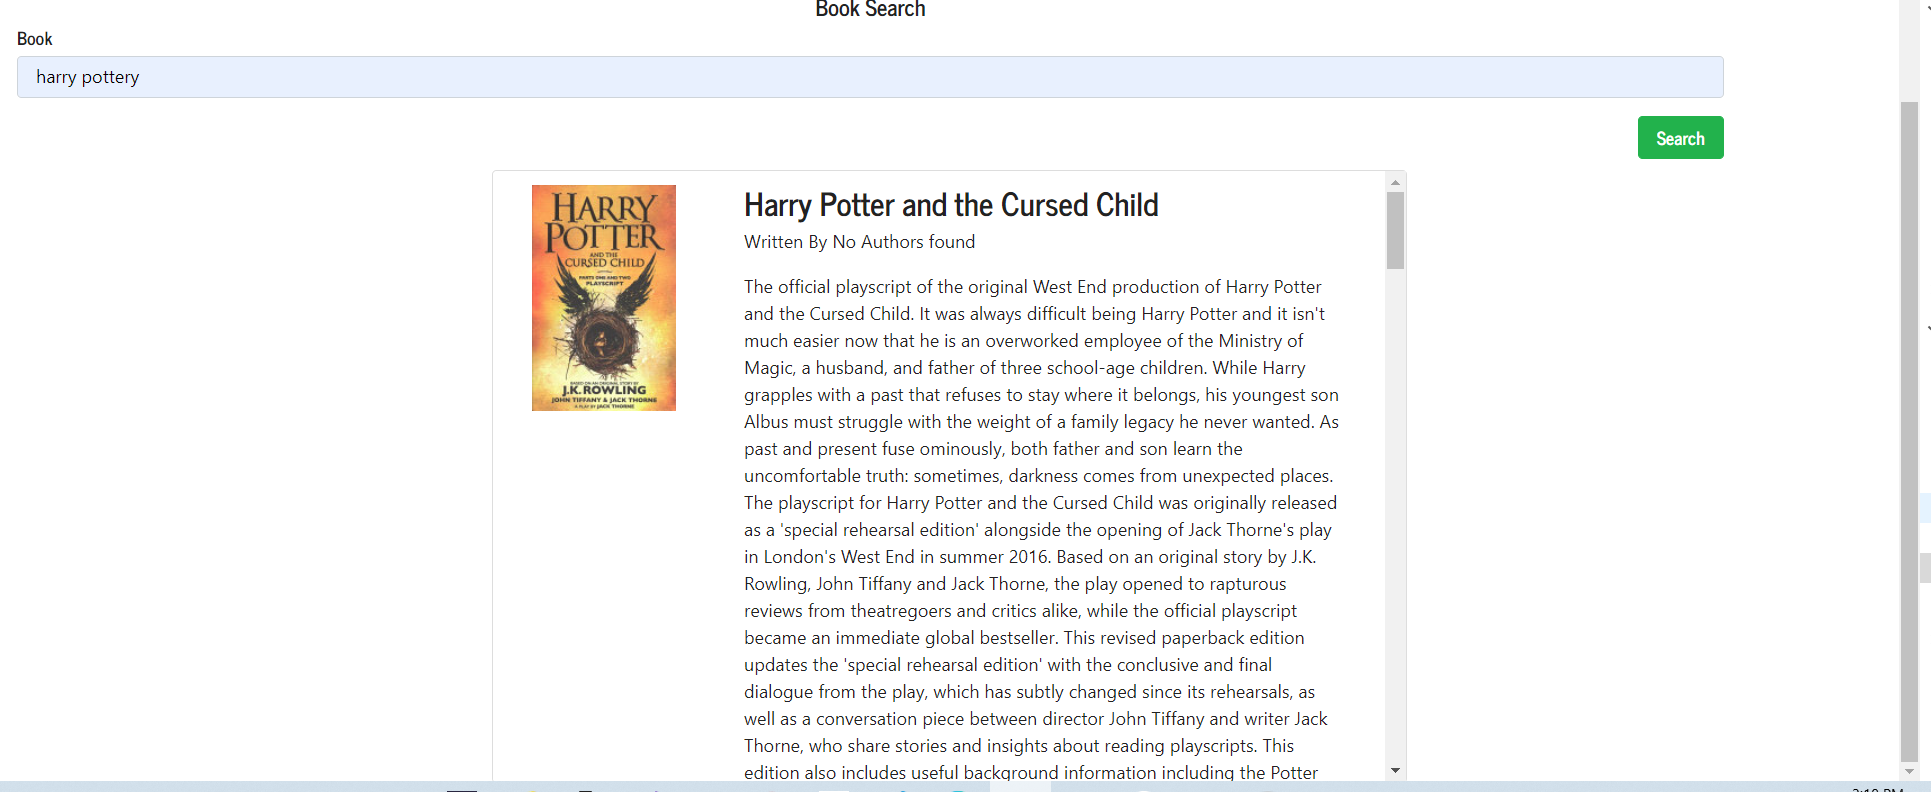 Book Search
Book
harry pottery
Search
HARRY
POTTER
AND THE
CURSED CHILD
PARTS ONE AND TWO
PLAYSCRIPT
BASED ON AN ORIGINAL STORY BY
J.K. ROWLING
JOHN TIFFANY & JACK THORNE
A PLAY BY JACK THORNE
Harry Potter and the Cursed Child
Written By No Authors found
The official playscript of the original West End production of Harry Potter
and the Cursed Child. It was always difficult being Harry Potter and it isn't
much easier now that he is an overworked employee of the Ministry of
Magic, a husband, and father of three school-age children. While Harry
grapples with a past that refuses to stay where it belongs, his youngest son
Albus must struggle with the weight of a family legacy he never wanted. As
past and present fuse ominously, both father and son learn the
uncomfortable truth: sometimes, darkness comes from unexpected places.
The playscript for Harry Potter and the Cursed Child was originally released
as a 'special rehearsal edition' alongside the opening of Jack Thorne's play
in London's West End in summer 2016. Based on an original story by J.K.
Rowling, John Tiffany and Jack Thorne, the play opened to rapturous
reviews from theatregoers and critics alike, while the official playscript
became an immediate global bestseller. This revised paperback edition
updates the 'special rehearsal edition' with the conclusive and final
dialogue from the play, which has subtly changed since its rehearsals, as
well as a conversation piece between director John Tiffany and writer Jack
Thorne, who share stories and insights about reading playscripts. This
edition also includes useful background information including the Potter